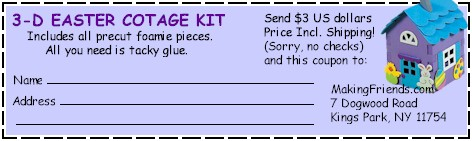 3-D EASTER COTAGE KIT
Includes all precut foamie pieces.
All you need is tacky glue.
Name
Address
Send $3 US dollars
Price Incl. Shipping!
(Sorry, no checks)
and this coupon to:
MakingFriends.com
7 Dogwood Road
Kings Park, NY 11754